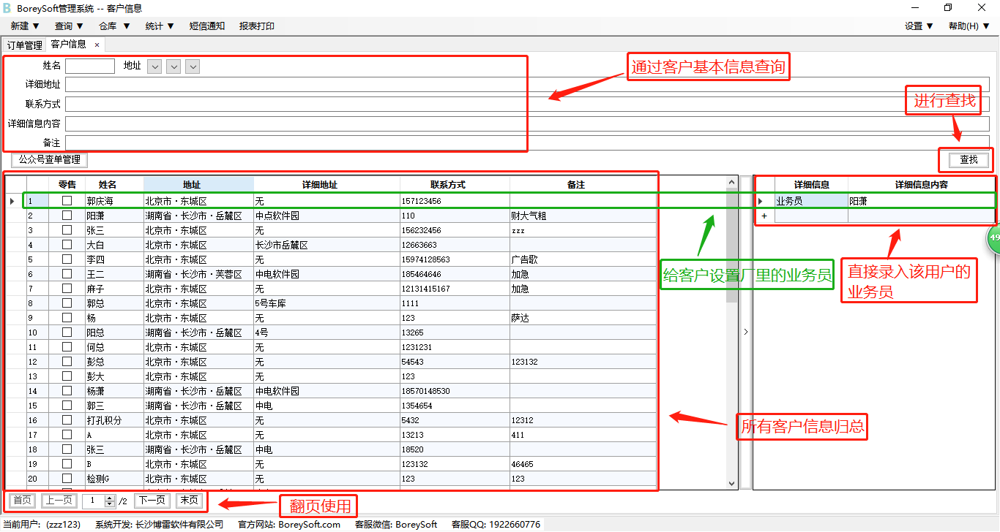 B BoreySoft管理系统 -- 客户信息
新建 ▼ 查询 ▼ 仓库 ▼ 统计 ▼ 短信通知 报表打印 设置 ▼ 帮助(H) ▼
订单管理 客户信息 ×
姓名 地址
通过客户基本信息查询
详细地址
联系方式
进行查找
详细信息内容
备注
公众号查单管理 查找
零售 姓名 地址 详细地址 联系方式 备注 详细信息 详细信息内容
1 郭庆海 北京市·东城区 无 157123456 业务员 阳潇
2 阳潇 湖南省·长沙市·岳麓区 中点软件园 110 财大气粗 +
3 张三 北京市·东城区 无 156232456 zzz
4 大白 北京市·东城区 长沙市岳麓区 12663663
5 李四 北京市·东城区 无 15974128563 广告歌
6 王二 湖南省·长沙市·芙蓉区 中电软件园 185464646 加急
给客户设置厂里的业务员
直接录入该用户的
业务员
7 麻子 北京市·东城区 无 12131415167 加急
8 郭总 北京市·东城区 5号车库 1111
9 杨 北京市·东城区 无 123 萨达
10 阳总 湖南省·长沙市·岳麓区 4号 13265
11 何总 北京市·东城区 无 1231231
12 彭总 北京市·东城区 无 54543 123132
13 彭大 北京市·东城区 无 123
14 杨潇 湖南省·长沙市·岳麓区 中电软件园 18570148530
15 郭三 湖南省·长沙市·岳麓区 中电 1354654
16 打孔积分 北京市·东城区 无 5432 12312
所有客户信息归总
17 A 北京市·东城区 无 13213 411
18 张三 湖南省·长沙市·岳麓区 中电 18520
19 B 北京市·东城区 无 123132 46465
20 检测G 北京市·东城区 无 123 123
首页 上一页 1 /2 下一页 末页
翻页使用
当前用户: (zzz123) 系统开发: 长沙博雷软件有限公司 官方网站: BoreySoft.com 客服微信: BoreySoft 客服QQ: 1922660776
49